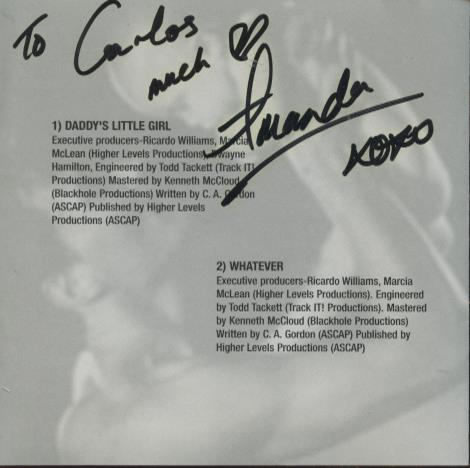 To Carlos
much ♡
Amanda
XOXO
1) DADDY'S LITTLE GIRL
Executive producers-Ricardo Williams, Marcia
McLean (Higher Levels Productions), Dwayne
Hamilton, Engineered by Todd Tackett (Track IT!
Productions) Mastered by Kenneth McCloud
(Blackhole Productions) Written by C. A. Gordon
(ASCAP) Published by Higher Levels
Productions (ASCAP)
2) WHATEVER
Executive producers-Ricardo Williams, Marcia
McLean (Higher Levels Productions). Engineered
by Todd Tackett (Track IT! Productions). Mastered
by Kenneth McCloud (Blackhole Productions)
Written by C. A. Gordon (ASCAP) Published by
Higher Levels Productions (ASCAP)